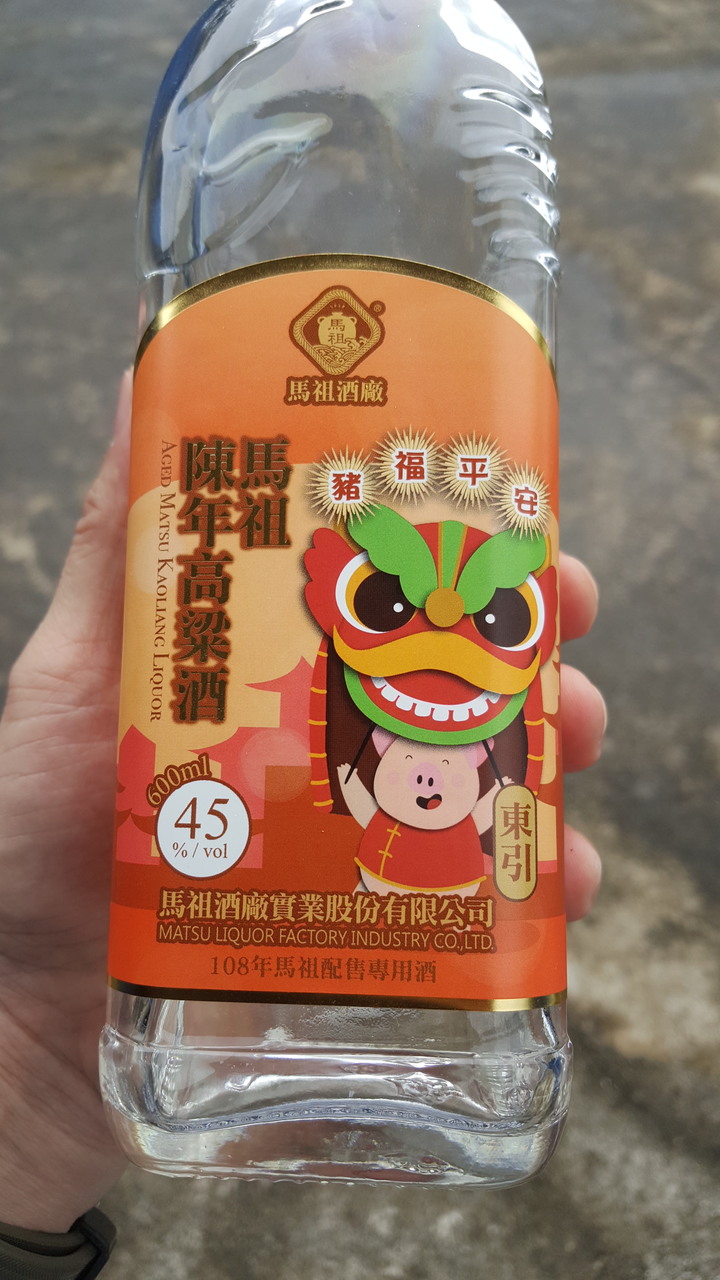 馬祖
®
馬祖酒廠
豬福平安
馬祖
陳年高粱酒
AGED MATSU KAOLIANG LIQUOR
600ml
45
% / vol
東引
馬祖酒廠實業股份有限公司
MATSU LIQUOR FACTORY INDUSTRY CO.,LTD.
108年馬祖配售專用酒